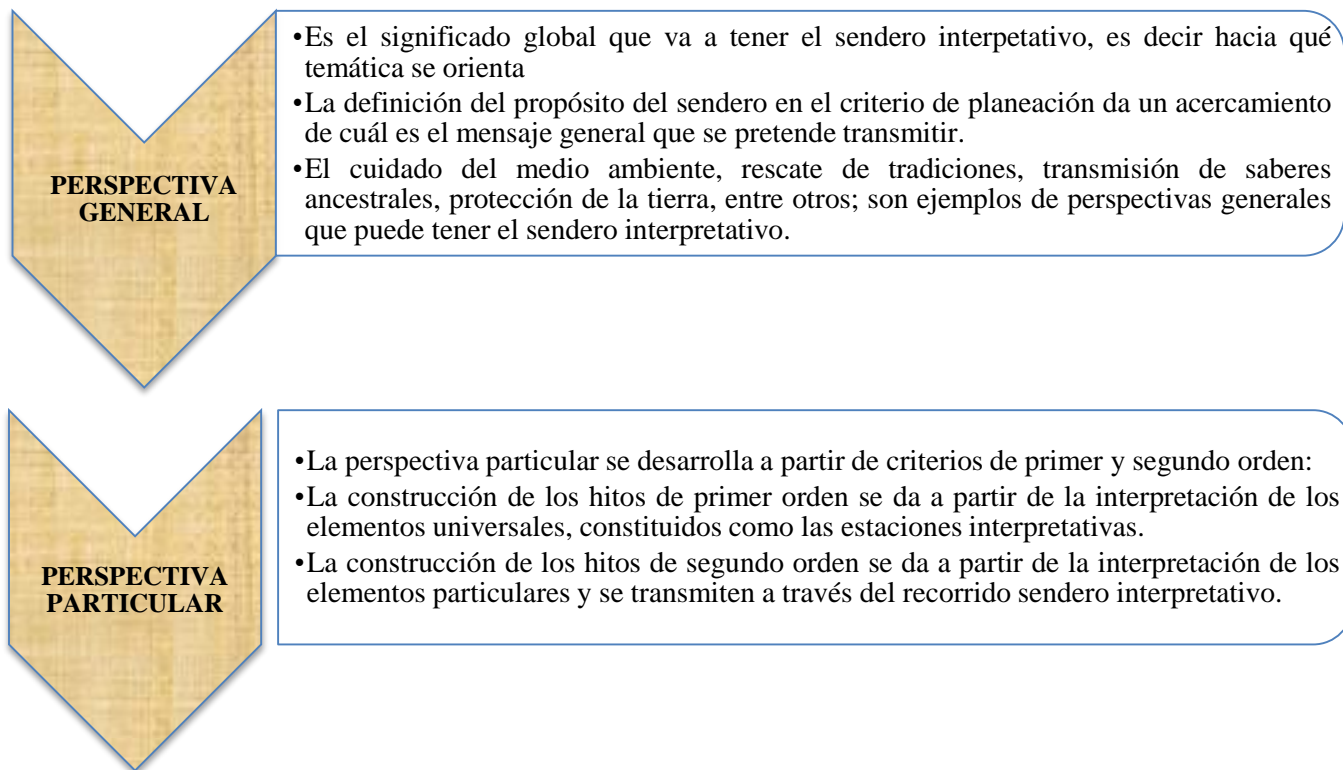 •Es el significado global que va a tener el sendero interpetativo, es decir hacia qué
temática se orienta
•La definición del propósito del sendero en el criterio de planeación da un acercamiento
de cuál es el mensaje general que se pretende transmitir.
•El cuidado del medio ambiente, rescate de tradiciones, transmisión de saberes
ancestrales, protección de la tierra, entre otros; son ejemplos de perspectivas generales
que puede tener el sendero interpretativo.
PERSPECTIVA
GENERAL
•La perspectiva particular se desarrolla a partir de criterios de primer y segundo orden:
•La construcción de los hitos de primer orden se da a partir de la interpretación de los
elementos universales, constituidos como las estaciones interpretativas.
•La construcción de los hitos de segundo orden se da a partir de la interpretación de los
elementos particulares y se transmiten a través del recorrido sendero interpretativo.
PERSPECTIVA
PARTICULAR